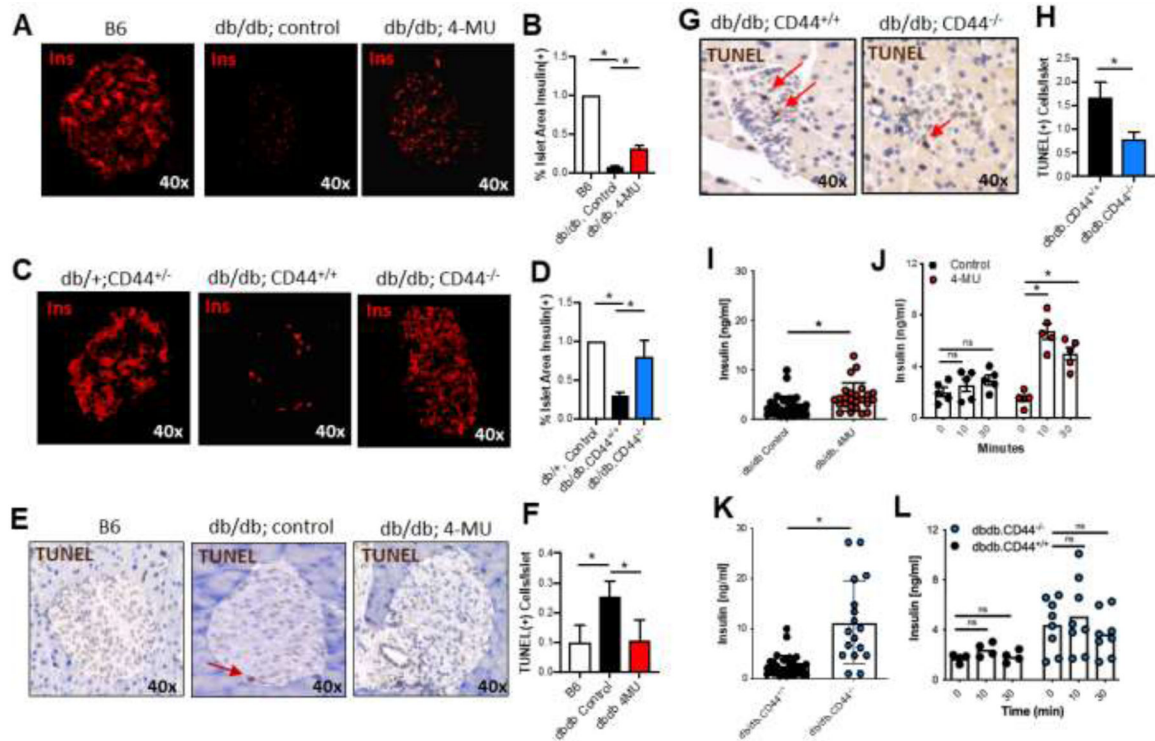 A
B6
db/db; control
db/db; 4-MU
Ins
Ins
Ins
40x
40x
40x
B
% Islet Area Insulin(+)
1.5
1.0
0.5
0.0
*
*
B6
db/db, Control
db/db, 4-MU
C
db/+;CD44+/-
db/db; CD44+/+
db/db; CD44-/-
Ins
Ins
Ins
40x
40x
40x
D
% Islet Area Insulin(+)
1.5
1.0
0.5
0.0
*
*
db/+, Control
db/db.CD44+/+
db/db.CD44-/-
E
B6
db/db; control
db/db; 4-MU
TUNEL
TUNEL
TUNEL
40x
40x
40x
F
TUNEL(+) Cells/Islet
0.4
0.3
0.2
0.1
0.0
*
*
B6
dbdb Control
dbdb 4MU
G
db/db; CD44+/+
db/db; CD44-/-
TUNEL
TUNEL
40x
40x
H
TUNEL(+) Cells/Islet
2.5
2.0
1.5
1.0
0.5
0.0
*
dbdb.CD44+/+
dbdb.CD44-/-
I
Insulin [ng/ml]
30
20
10
0
*
db/db Control
db/db, 4MU
J
Control
4-MU
Insulin [ng/ml]
12
8
4
0
ns
ns
*
*
0
10
30
0
10
30
Minutes
K
Insulin [ng/ml]
30
20
10
0
*
db/db.CD44+/+
db/db.CD44-/-
L
dbdb.CD44-/-
dbdb.CD44+/+
Insulin [ng/ml]
12
8
4
0
ns
ns
ns
ns
0
10
30
0
10
30
Time (min)